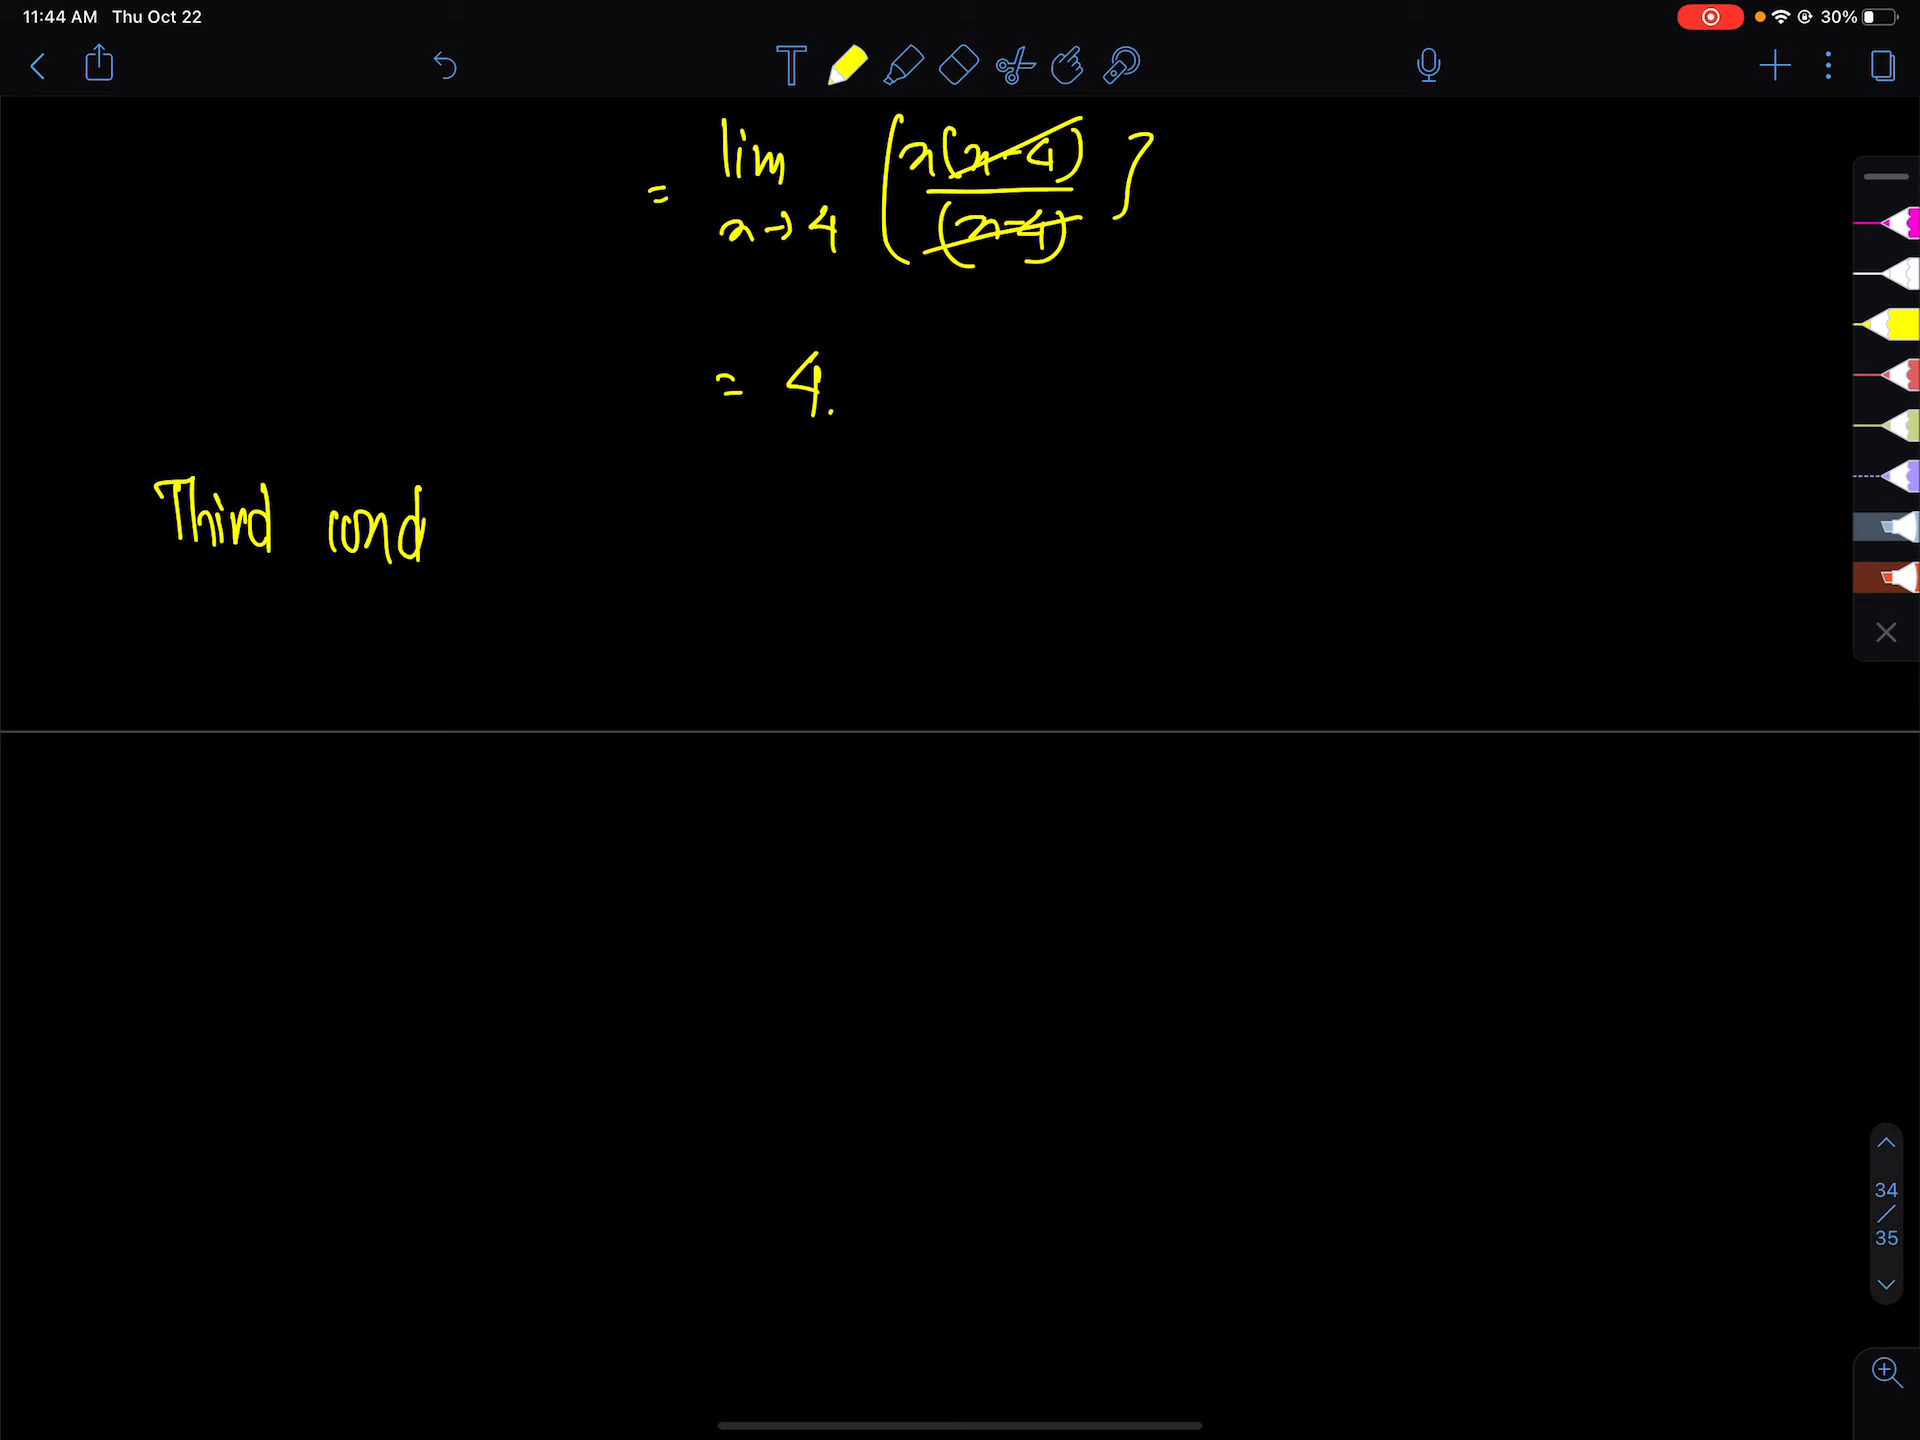 11:44 AM Thu Oct 22
30%
= lim x→4 [x(x-4)/(x-4)]
= 4.
Third cond
34
/
35